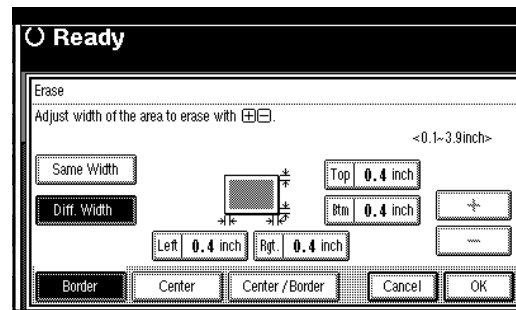 Ready
Erase
Adjust width of the area to erase with ⊞⊟.
<0.1~3.9inch>
Same Width
Top 0.4 inch
Diff. Width
Btm 0.4 inch
+
−
Left 0.4 inch Rgt. 0.4 inch
Border Center Center / Border Cancel OK